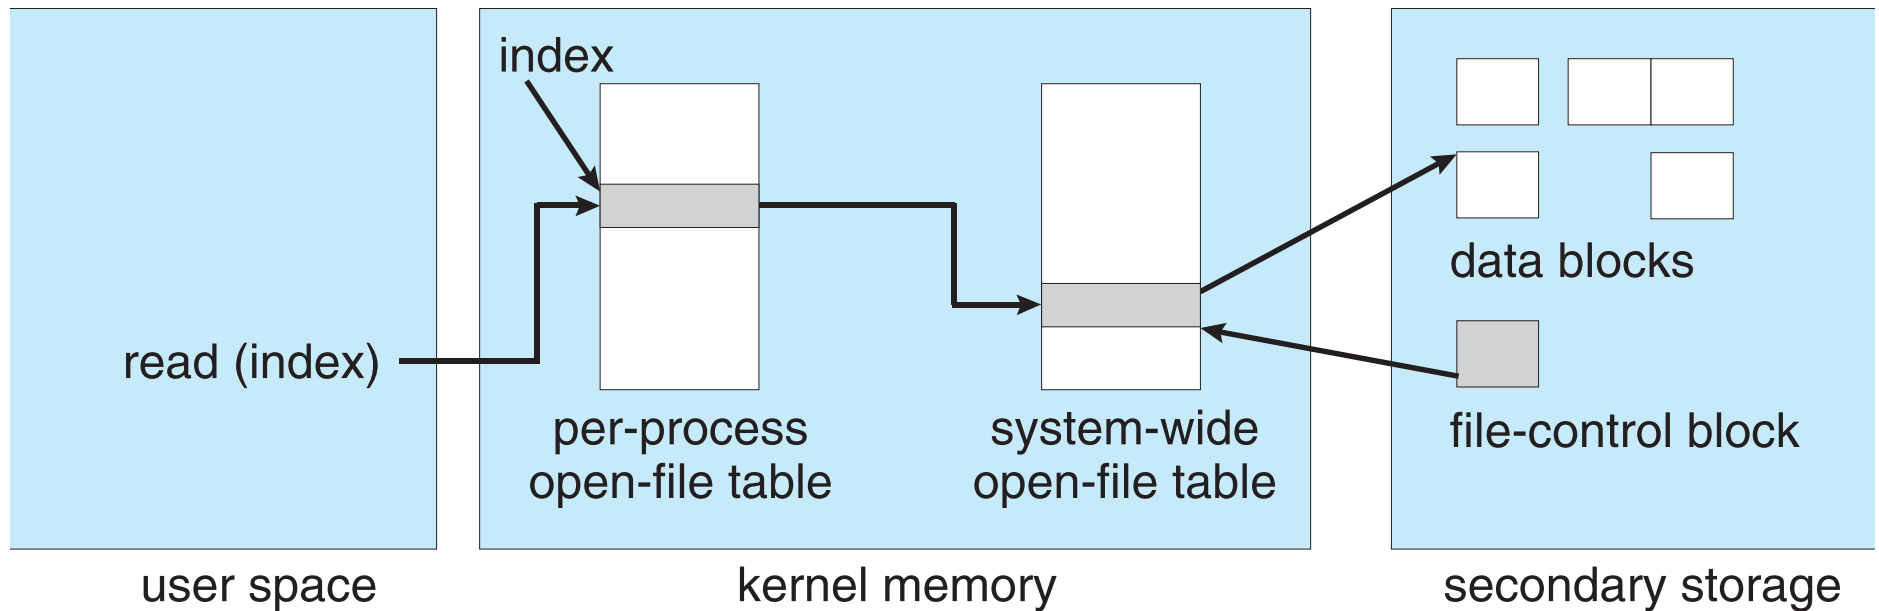 index
read (index)
per-process
open-file table
system-wide
open-file table
data blocks
file-control block
user space
kernel memory
secondary storage